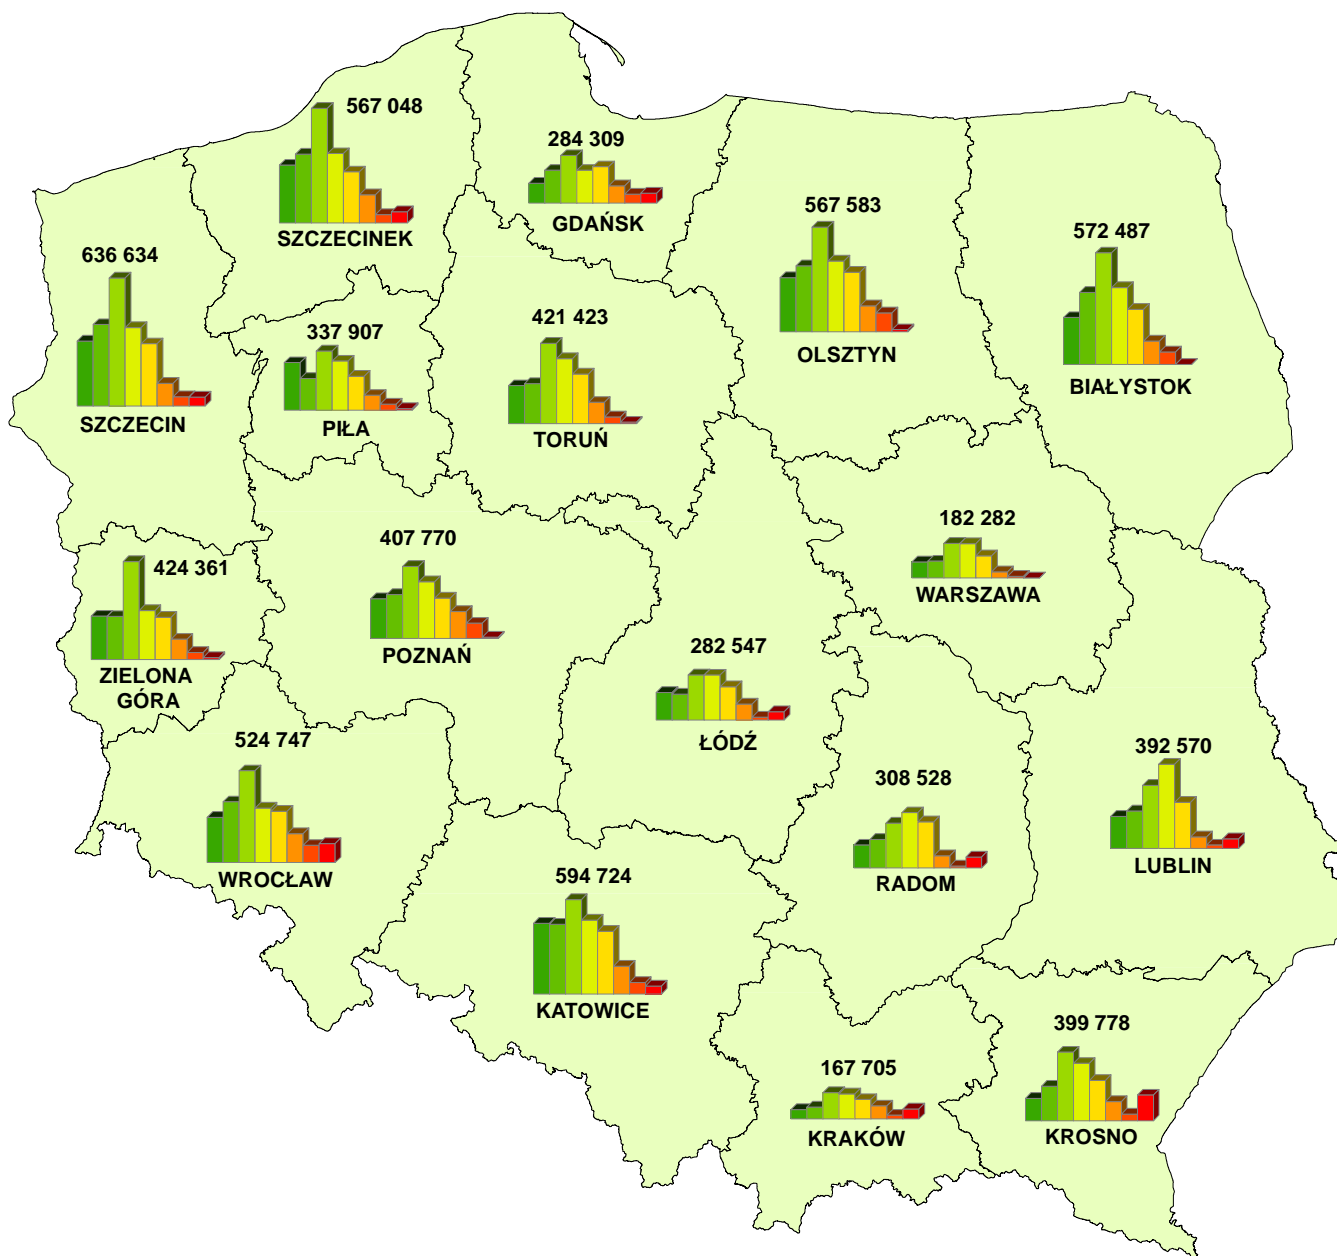 567 048
SZCZECINEK
284 309
GDAŃSK
567 583
OLSZTYN
572 487
BIAŁYSTOK
636 634
SZCZECIN
337 907
PIŁA
421 423
TORUŃ
182 282
WARSZAWA
424 361
ZIELONA
GÓRA
407 770
POZNAŃ
282 547
ŁÓDŹ
524 747
WROCŁAW
308 528
RADOM
392 570
LUBLIN
594 724
KATOWICE
167 705
KRAKÓW
399 778
KROSNO